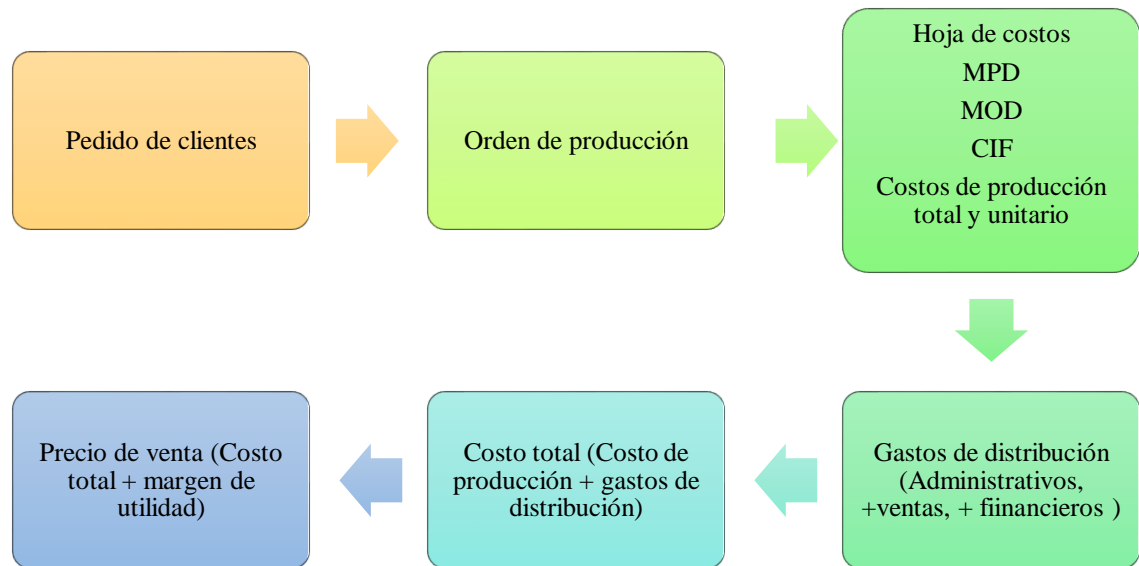 Pedido de clientes
Orden de producción
Hoja de costos
MPD
MOD
CIF
Costos de producción
total y unitario
Gastos de distribución
(Administrativos,
+ventas, + fiinancieros )
Costo total (Costo de
producción + gastos de
distribución)
Precio de venta (Costo
total + margen de
utilidad)